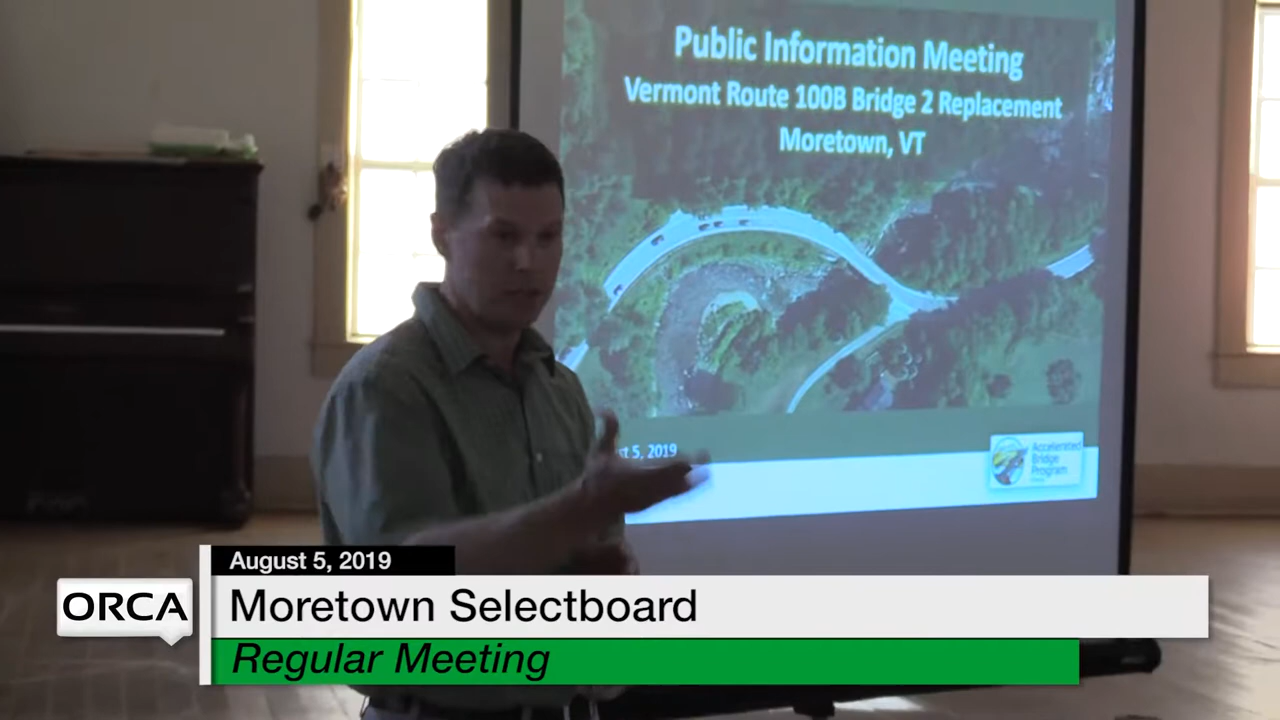 Public Information Meeting
Vermont Route 100B Bridge 2 Replacement
Moretown, VT
st 5, 2019
Accelerated
Bridge
Program
August 5, 2019
ORCA
Moretown Selectboard
Regular Meeting